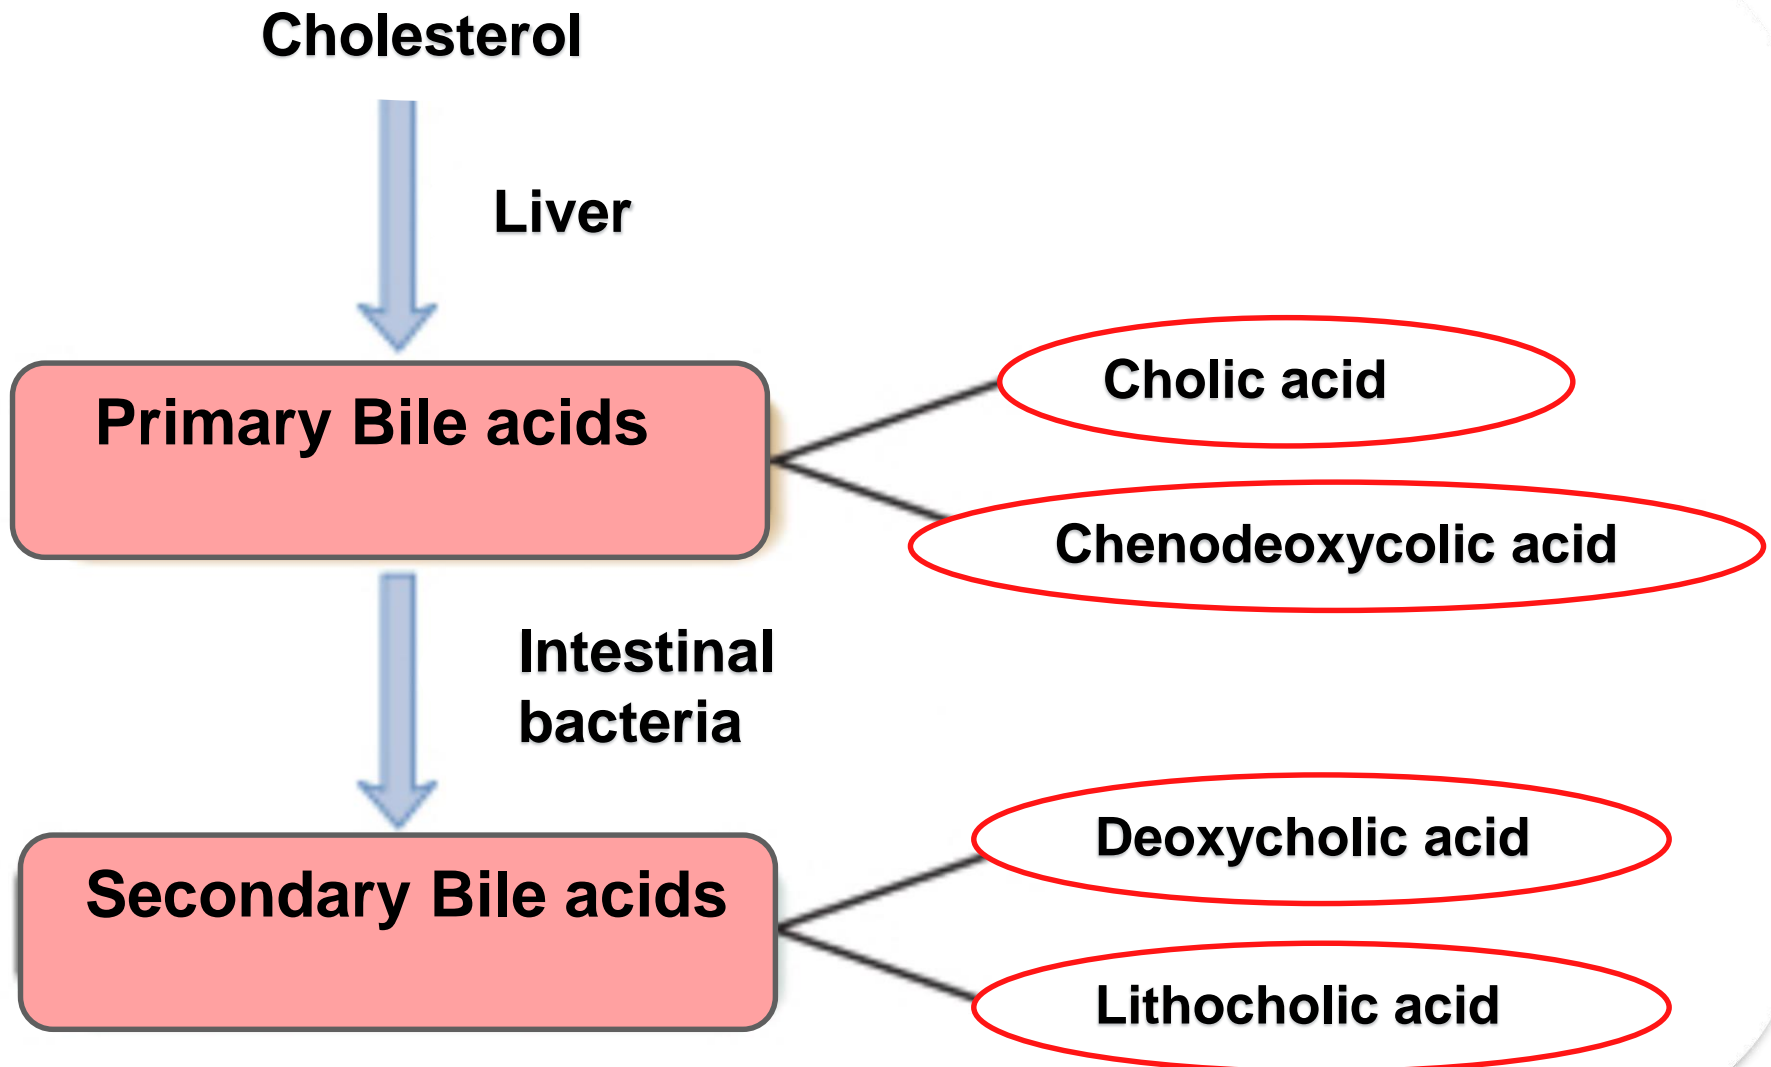 Cholesterol
Liver
Primary Bile acids
Cholic acid
Chenodeoxycolic acid
Intestinal
bacteria
Secondary Bile acids
Deoxycholic acid
Lithocholic acid